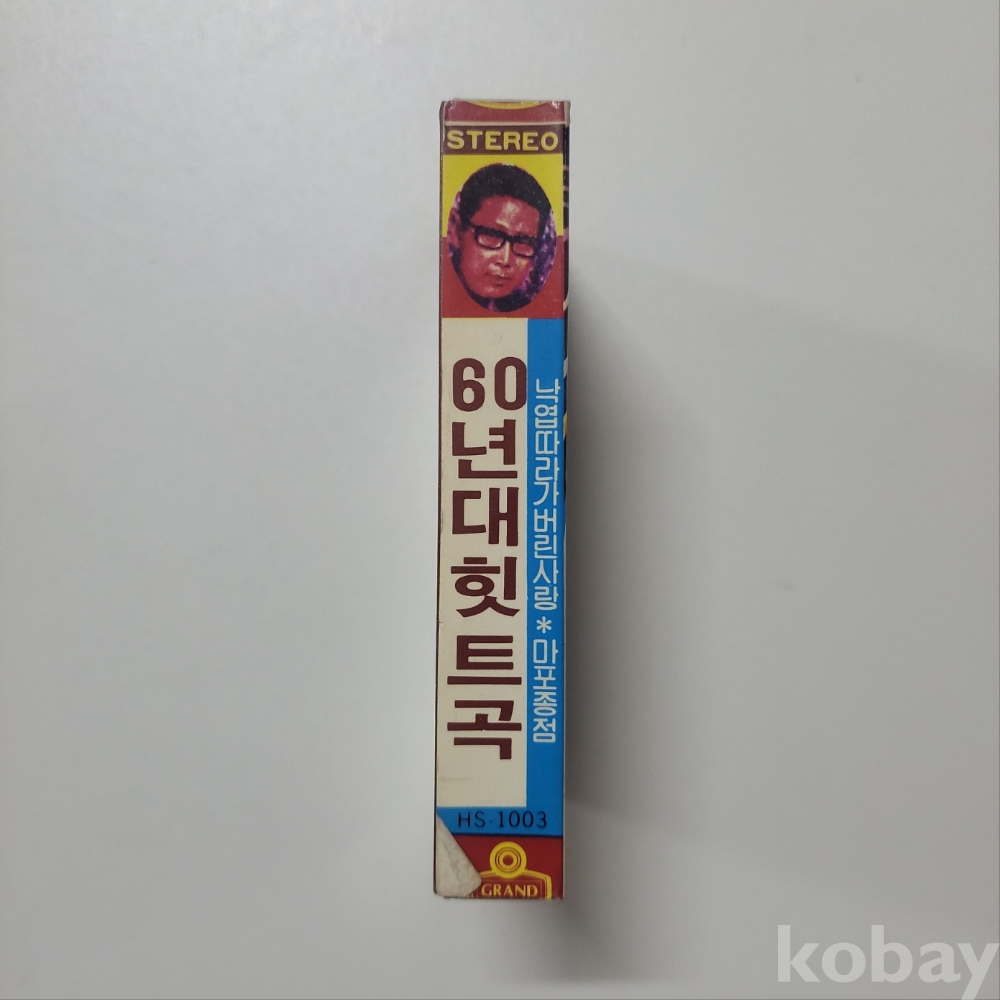 STEREO
60년대힛트곡
낙엽따라가버린사랑 * 마포종점
HS-1003
GRAND
kobay